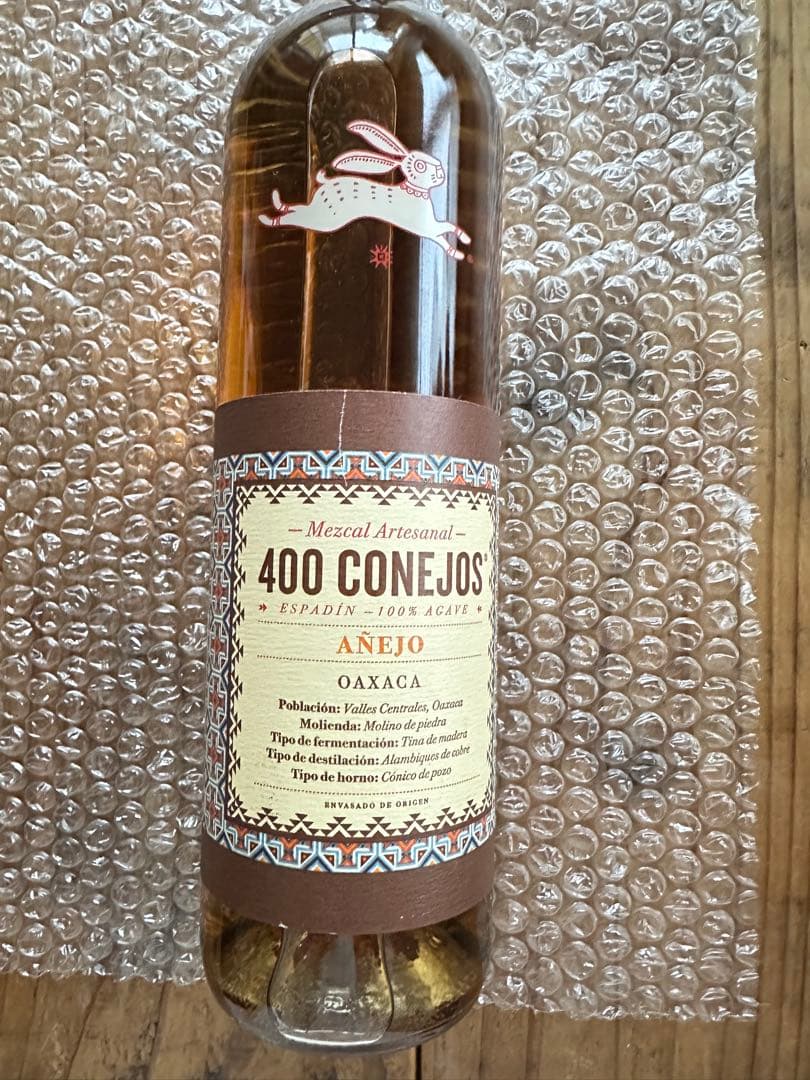 — Mezcal Artesanal —
400 CONEJOS®
» ESPADÍN — 100% AGAVE «
AÑEJO
OAXACA
Población: Valles Centrales, Oaxaca
Molienda: Molino de piedra
Tipo de fermentación: Tina de madera
Tipo de destilación: Alambiques de cobre
Tipo de horno: Cónico de pozo
ENVASADO DE ORIGEN